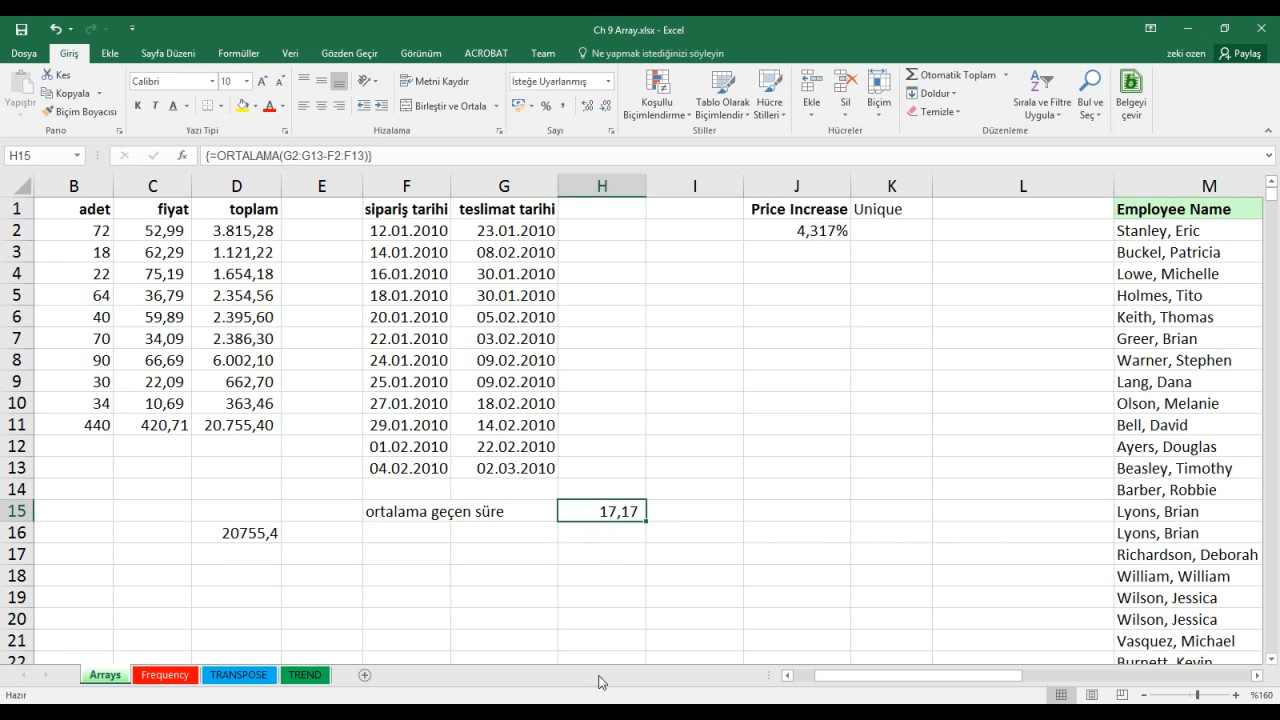 Ch 9 Array.xlsx - Excel
Dosya Giriş Ekle Sayfa Düzeni Formüller Veri Gözden Geçir Görünüm ACROBAT Team Ne yapmak istediğinizi söyleyin zeki ozen Paylaş
Yapıştır Kes Kopyala Biçim Boyacısı
Calibri 10 A A K T A A
Metni Kaydır Birleştir ve Ortala
İsteğe Uyarlanmış %
Koşullu Biçimlendirme Tablo Olarak Biçimlendir Hücre Stilleri
Ekle Sil Biçim
Otomatik Toplam Doldur Temizle Sırala ve Filtre Uygula Bul ve Seç
Belgeyi çevir
Pano Yazı Tipi Hizalama Sayı Stiller Hücreler Düzenleme
H15 fx {=ORTALAMA(G2:G13-F2:F13)}
B C D E F G H I J K L M
1 adet fiyat toplam sipariş tarihi teslimat tarihi Price Increase Unique Employee Name
2 72 52,99 3.815,28 12.01.2010 23.01.2010 4,317% Stanley, Eric
3 18 62,29 1.121,22 14.01.2010 08.02.2010 Buckel, Patricia
4 22 75,19 1.654,18 16.01.2010 30.01.2010 Lowe, Michelle
5 64 36,79 2.354,56 18.01.2010 30.01.2010 Holmes, Tito
6 40 59,89 2.395,60 20.01.2010 05.02.2010 Keith, Thomas
7 70 34,09 2.386,30 22.01.2010 03.02.2010 Greer, Brian
8 90 66,69 6.002,10 24.01.2010 09.02.2010 Warner, Stephen
9 30 22,09 662,70 25.01.2010 09.02.2010 Lang, Dana
10 34 10,69 363,46 27.01.2010 18.02.2010 Olson, Melanie
11 440 420,71 20.755,40 29.01.2010 14.02.2010 Bell, David
12 01.02.2010 22.02.2010 Ayers, Douglas
13 04.02.2010 02.03.2010 Beasley, Timothy
14 Barber, Robbie
15 ortalama geçen süre 17,17 Lyons, Brian
16 20755,4 Lyons, Brian
17 Richardson, Deborah
18 William, William
19 Wilson, Jessica
20 Wilson, Jessica
21 Vasquez, Michael
22 Burnett, Kevin
Arrays Frequency TRANSPOSE TREND
Hazır %160